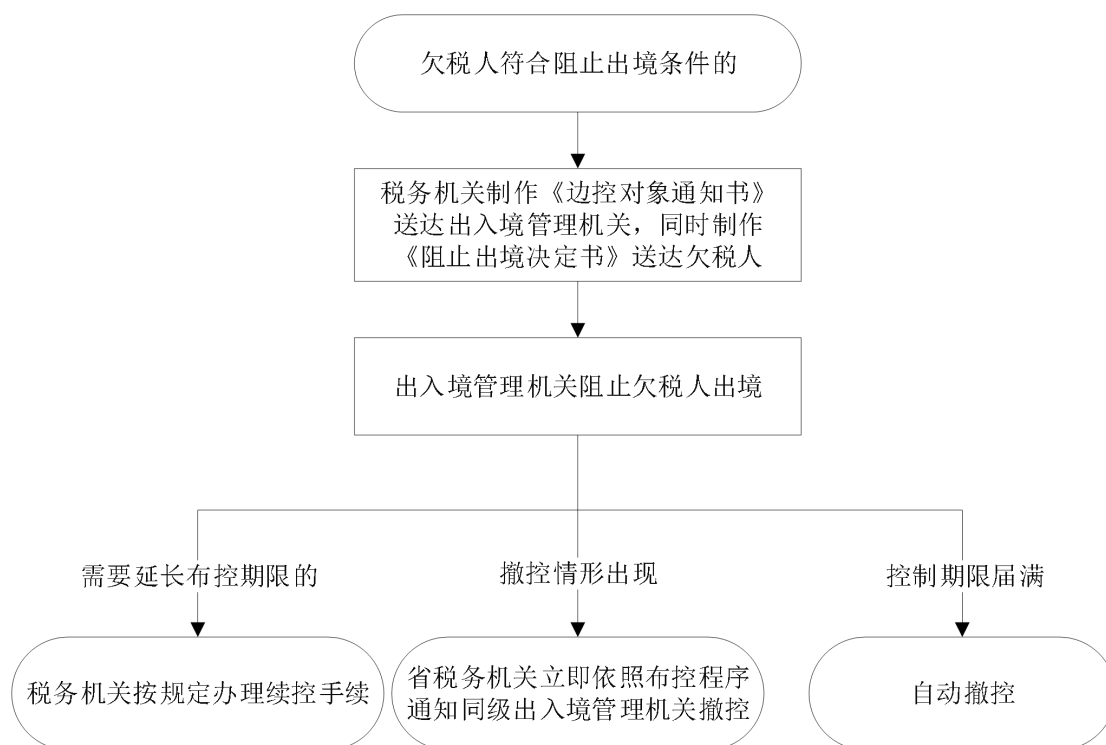 欠税人符合阻止出境条件的
税务机关制作《边控对象通知书》
送达出入境管理机关，同时制作
《阻止出境决定书》送达欠税人
出入境管理机关阻止欠税人出境
需要延长布控期限的
撤控情形出现
控制期限届满
税务机关按规定办理续控手续
省税务机关立即依照布控程序
通知同级出入境管理机关撤控
自动撤控